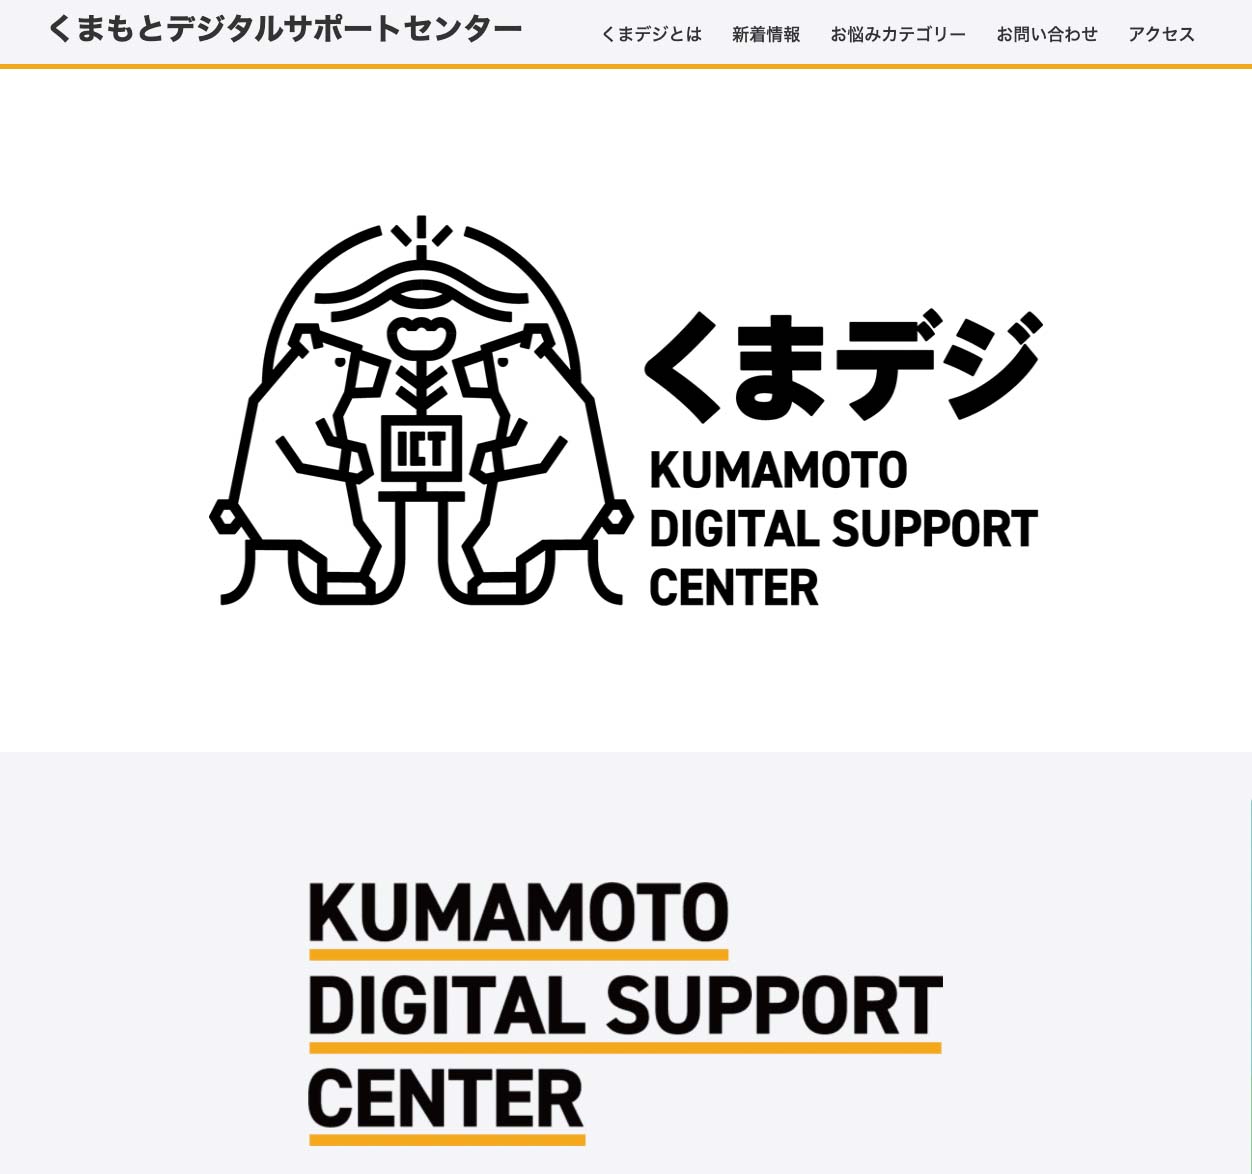 くまもとデジタルサポートセンター
くまデジとは 新着情報 お悩みカテゴリー お問い合わせ アクセス
ICT
くまデジ
KUMAMOTO
DIGITAL SUPPORT
CENTER
KUMAMOTO
DIGITAL SUPPORT
CENTER